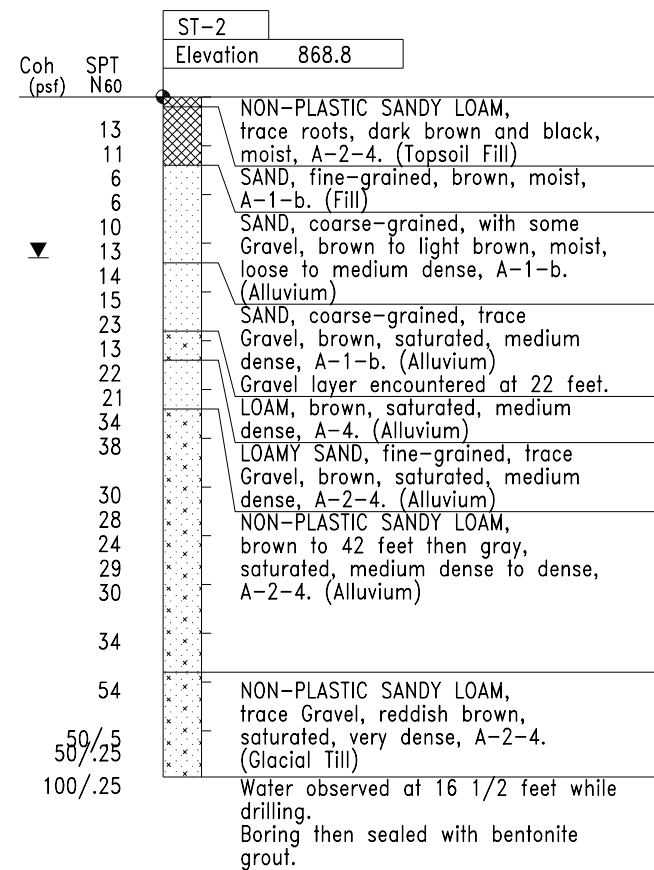 ST-2
Elevation 868.8
Coh SPT
(psf) N60
NON-PLASTIC SANDY LOAM,
13 trace roots, dark brown and black,
11 moist, A-2-4. (Topsoil Fill)
6 SAND, fine-grained, brown, moist,
6 A-1-b. (Fill)
10 SAND, coarse-grained, with some
13 Gravel, brown to light brown, moist,
14 loose to medium dense, A-1-b.
15 (Alluvium)
23 SAND, coarse-grained, trace
13 Gravel, brown, saturated, medium
dense, A-1-b. (Alluvium)
22 Gravel layer encountered at 22 feet.
21 LOAM, brown, saturated, medium
34 dense, A-4. (Alluvium)
38 LOAMY SAND, fine-grained, trace
Gravel, brown, saturated, medium
30 dense, A-2-4. (Alluvium)
28 NON-PLASTIC SANDY LOAM,
24 brown to 42 feet then gray,
29 saturated, medium dense to dense,
30 A-2-4. (Alluvium)
34
54 NON-PLASTIC SANDY LOAM,
trace Gravel, reddish brown,
50/.5 saturated, very dense, A-2-4.
50/.25 (Glacial Till)
100/.25 Water observed at 16 1/2 feet while
drilling.
Boring then sealed with bentonite
grout.